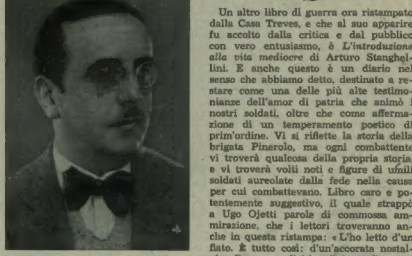 Un altro libro di guerra ora ristampato
dalla Casa Treves, e che al suo apparire
fu accolto dalla critica e dal pubblico
con vero entusiasmo, è L'introduzione
alla vita mediocre di Arturo Stanghel-
lini. E anche questo è un diario nel
senso che abbiamo detto, destinato a re-
stare come una delle più alte testimo-
nianze dell'amor di patria che animò i
nostri soldati, oltre che come afferma-
zione di un temperamento poetico di
prim'ordine. Vi si riflette la storia della
brigata Pinerolo, ma ogni combattente
vi troverà qualcosa della propria storia,
e vi troverà volti noti e figure di umili
soldati aureolate dalla fede nella causa
per cui combattevano. Libro caro e po-
tentemente suggestivo, il quale strappò
a Ugo Ojetti parole di commossa am-
mirazione, che i lettori troveranno an-
che in questa ristampa: « L'ho letto d'un
fiato. È tutto così: d'un'accorata nostal-